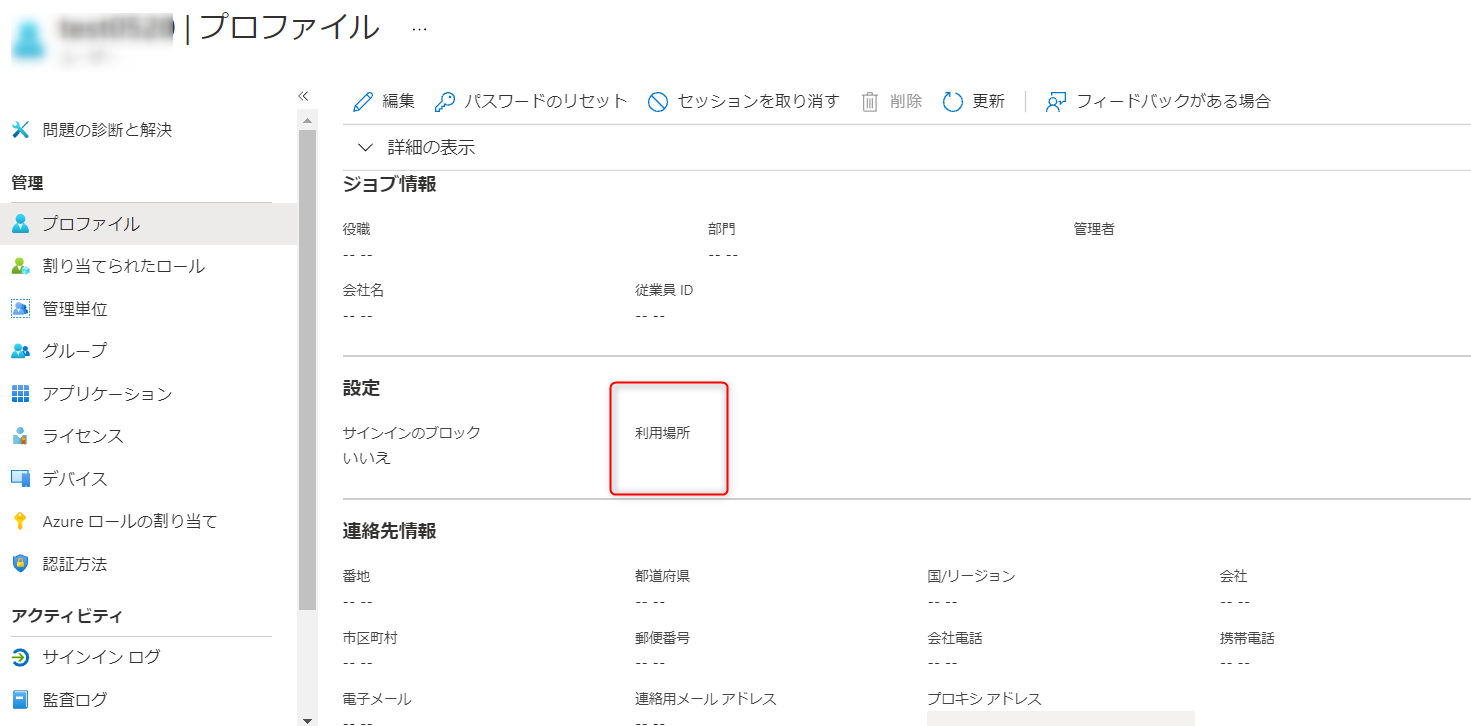 | プロファイル ...
«
問題の診断と解決
管理
プロファイル
割り当てられたロール
管理単位
グループ
アプリケーション
ライセンス
デバイス
Azure ロールの割り当て
認証方法
アクティビティ
サインイン ログ
監査ログ
編集 パスワードのリセット セッションを取り消す 削除 更新 フィードバックがある場合
詳細の表示
ジョブ情報
役職 部門 管理者
-- -- -- --
会社名 従業員 ID
-- -- -- --
設定
サインインのブロック 利用場所
いいえ
連絡先情報
番地 都道府県 国/リージョン 会社
-- -- -- -- -- -- -- --
市区町村 郵便番号 会社電話 携帯電話
-- -- -- -- -- -- -- --
電子メール 連絡用メール アドレス プロキシ アドレス
-- -- -- --